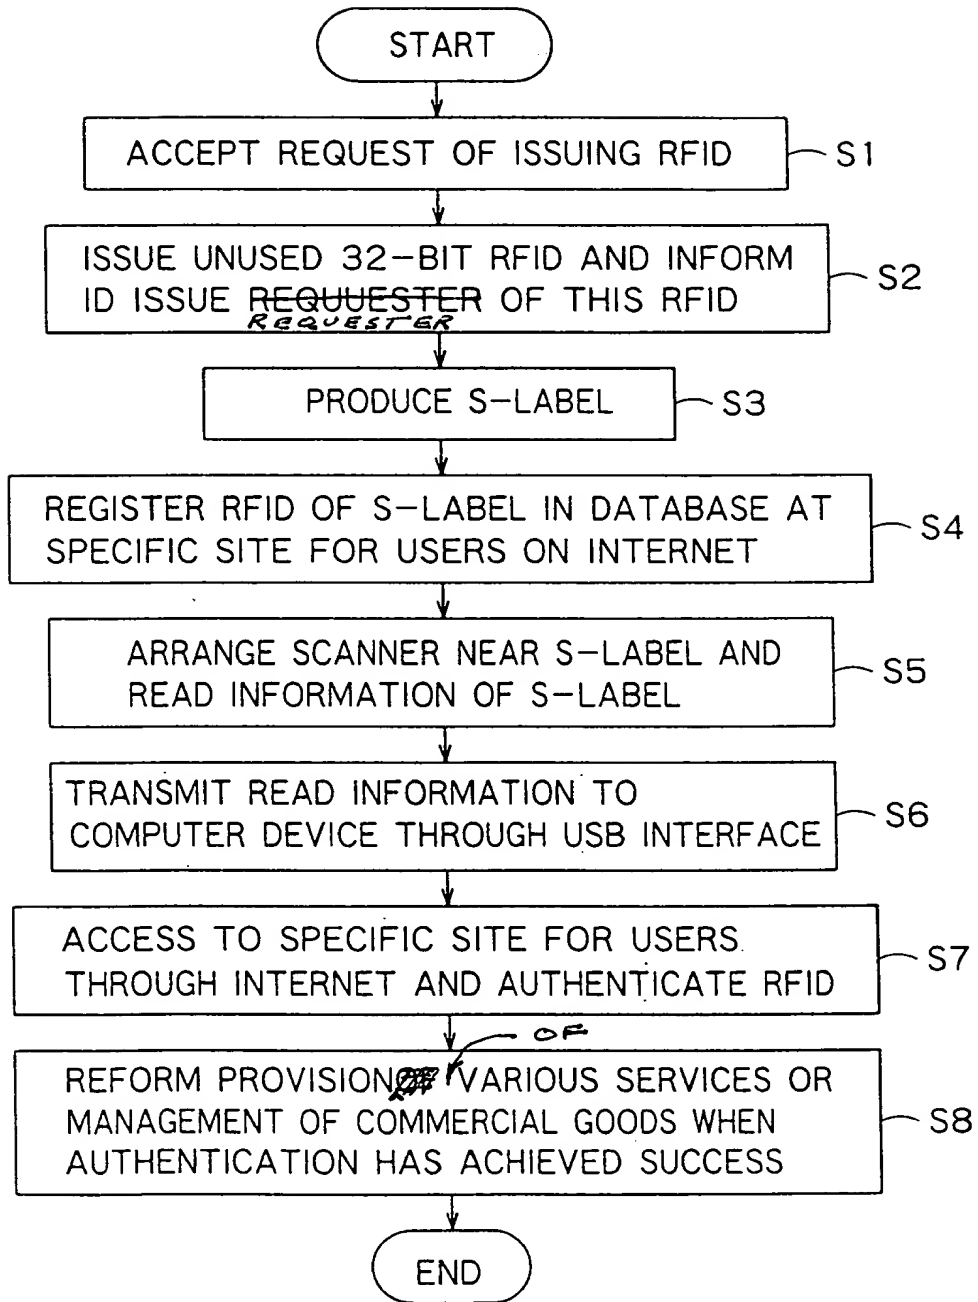 START
ACCEPT REQUEST OF ISSUING RFID
S1
ISSUE UNUSED 32-BIT RFID AND INFORM
ID ISSUE REQUUESTER OF THIS RFID
REQUESTER
S2
PRODUCE S-LABEL
S3
REGISTER RFID OF S-LABEL IN DATABASE AT
SPECIFIC SITE FOR USERS ON INTERNET
S4
ARRANGE SCANNER NEAR S-LABEL AND
READ INFORMATION OF S-LABEL
S5
TRANSMIT READ INFORMATION TO
COMPUTER DEVICE THROUGH USB INTERFACE
S6
ACCESS TO SPECIFIC SITE FOR USERS
THROUGH INTERNET AND AUTHENTICATE RFID
S7
OF
REFORM PROVISION VARIOUS SERVICES OR
MANAGEMENT OF COMMERCIAL GOODS WHEN
AUTHENTICATION HAS ACHIEVED SUCCESS
S8
END